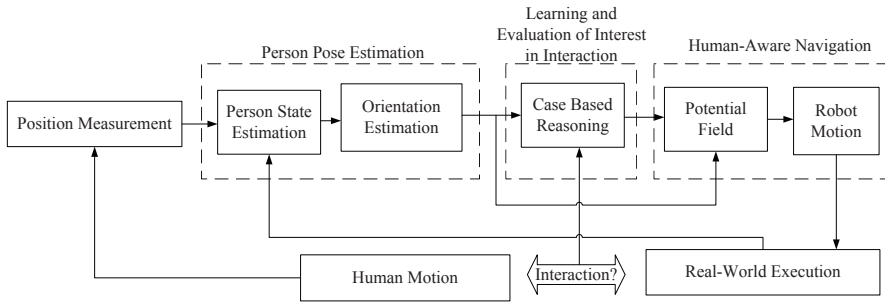 Learning and
Evaluation of Interest
in Interaction
Person Pose Estimation
Human-Aware Navigation
Position Measurement
Person State
Estimation
Orientation
Estimation
Case Based
Reasoning
Potential
Field
Robot
Motion
Human Motion
Interaction?
Real-World Execution